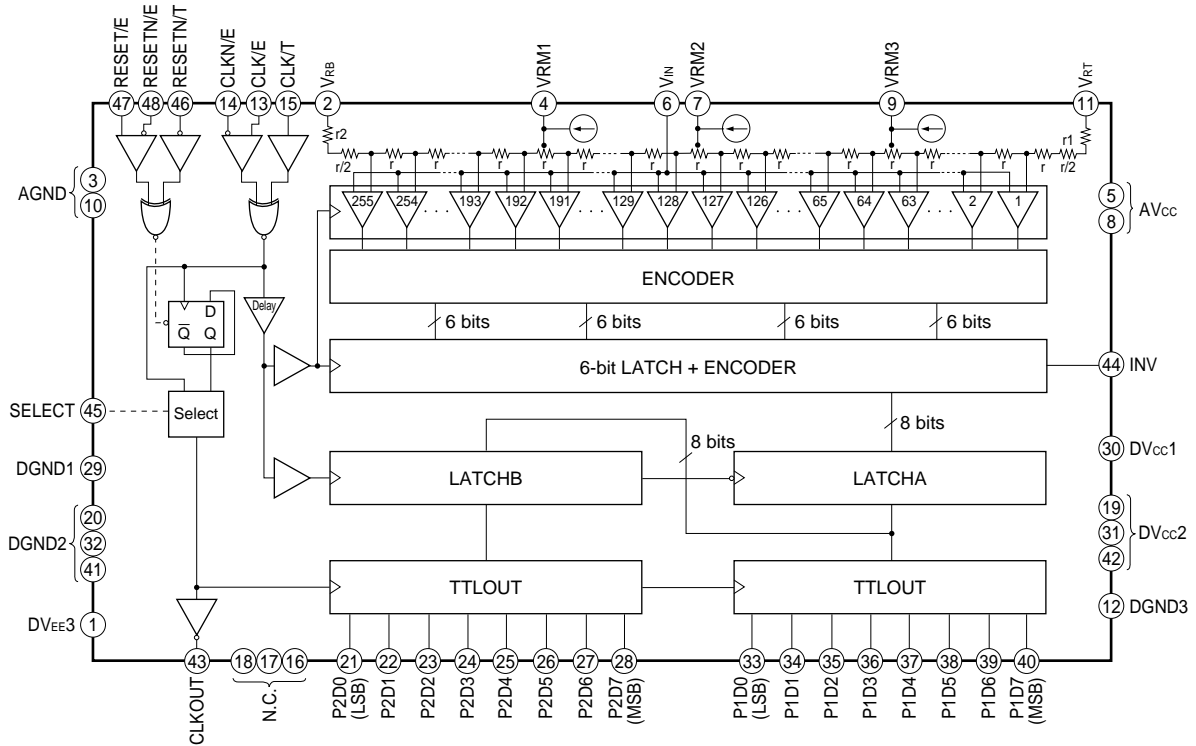 RESET/E
RESETN/E
RESETN/T
CLKN/E
CLK/E
CLK/T
VRB
VRM1
VIN
VRM2
VRM3
VRT
47
48
46
14
13
15
2
4
6
7
9
11
r2
r1
r/2
r
r
r
r
r
r
r
r
r
r
r
r
r/2
AGND
3
10
5
8
AVCC
255
254
...
193
192
191
...
129
128
127
126
...
65
64
63
...
2
1
ENCODER
Delay
D
Q
Q
6 bits
6 bits
6 bits
6 bits
6-bit LATCH + ENCODER
44
INV
SELECT
45
Select
8 bits
8 bits
DGND1
29
LATCHB
LATCHA
30
DVCC1
DGND2
20
32
41
19
31
42
DVCC2
TTLOUT
TTLOUT
DVEE3
1
12
DGND3
43
18
17
16
21
22
23
24
25
26
27
28
33
34
35
36
37
38
39
40
CLKOUT
N.C.
P2D0
(LSB)
P2D1
P2D2
P2D3
P2D4
P2D5
P2D6
P2D7
(MSB)
P1D0
(LSB)
P1D1
P1D2
P1D3
P1D4
P1D5
P1D6
P1D7
(MSB)